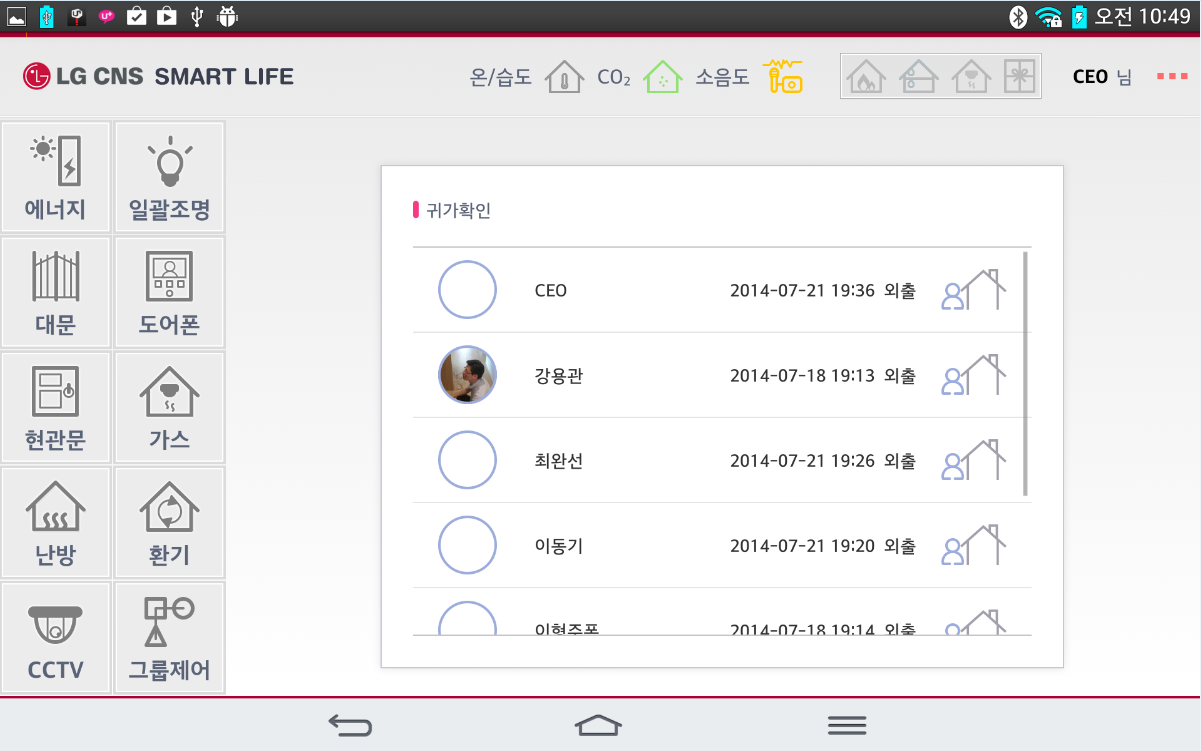 오전 10:49
LG CNS SMART LIFE
온/습도 CO₂ 소음도
CEO 님
에너지 일괄조명
대문 도어폰
현관문 가스
난방 환기
CCTV 그룹제어
귀가확인
CEO 2014-07-21 19:36 외출
강용관 2014-07-18 19:13 외출
최완선 2014-07-21 19:26 외출
이동기 2014-07-21 19:20 외출
2014-07-18 19:14 외출